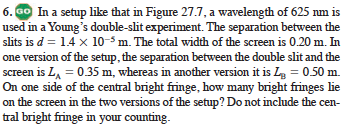 6. GO In a setup like that in Figure 27.7, a wavelength of 625 nm is
used in a Young's double-slit experiment. The separation between the
slits is d = 1.4 × 10⁻⁵ m. The total width of the screen is 0.20 m. In
one version of the setup, the separation between the double slit and the
screen is L_A = 0.35 m, whereas in another version it is L_B = 0.50 m.
On one side of the central bright fringe, how many bright fringes lie
on the screen in the two versions of the setup? Do not include the cen-
tral bright fringe in your counting.